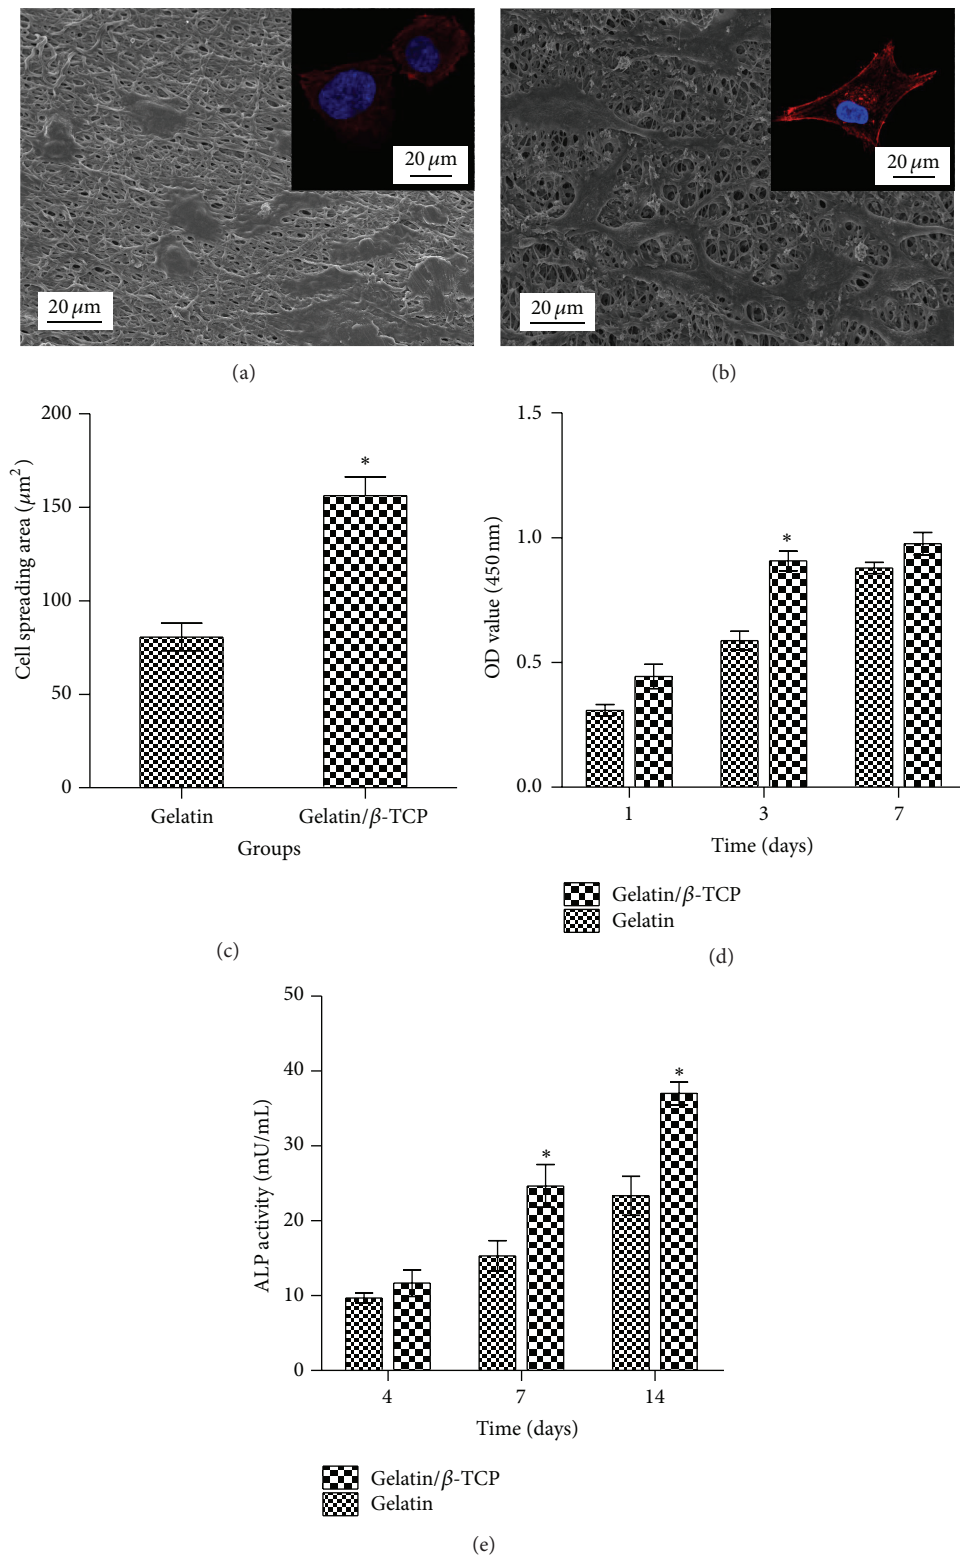 20 μm
20 μm
20 μm
20 μm
(a)
(b)
200
150
100
50
0
Cell spreading area (μm²)
*
Gelatin
Gelatin/β-TCP
Groups
(c)
1.5
1.0
0.5
0.0
OD value (450 nm)
*
1
3
7
Time (days)
Gelatin/β-TCP
Gelatin
(d)
50
40
30
20
10
0
ALP activity (mU/mL)
*
*
4
7
14
Time (days)
Gelatin/β-TCP
Gelatin
(e)